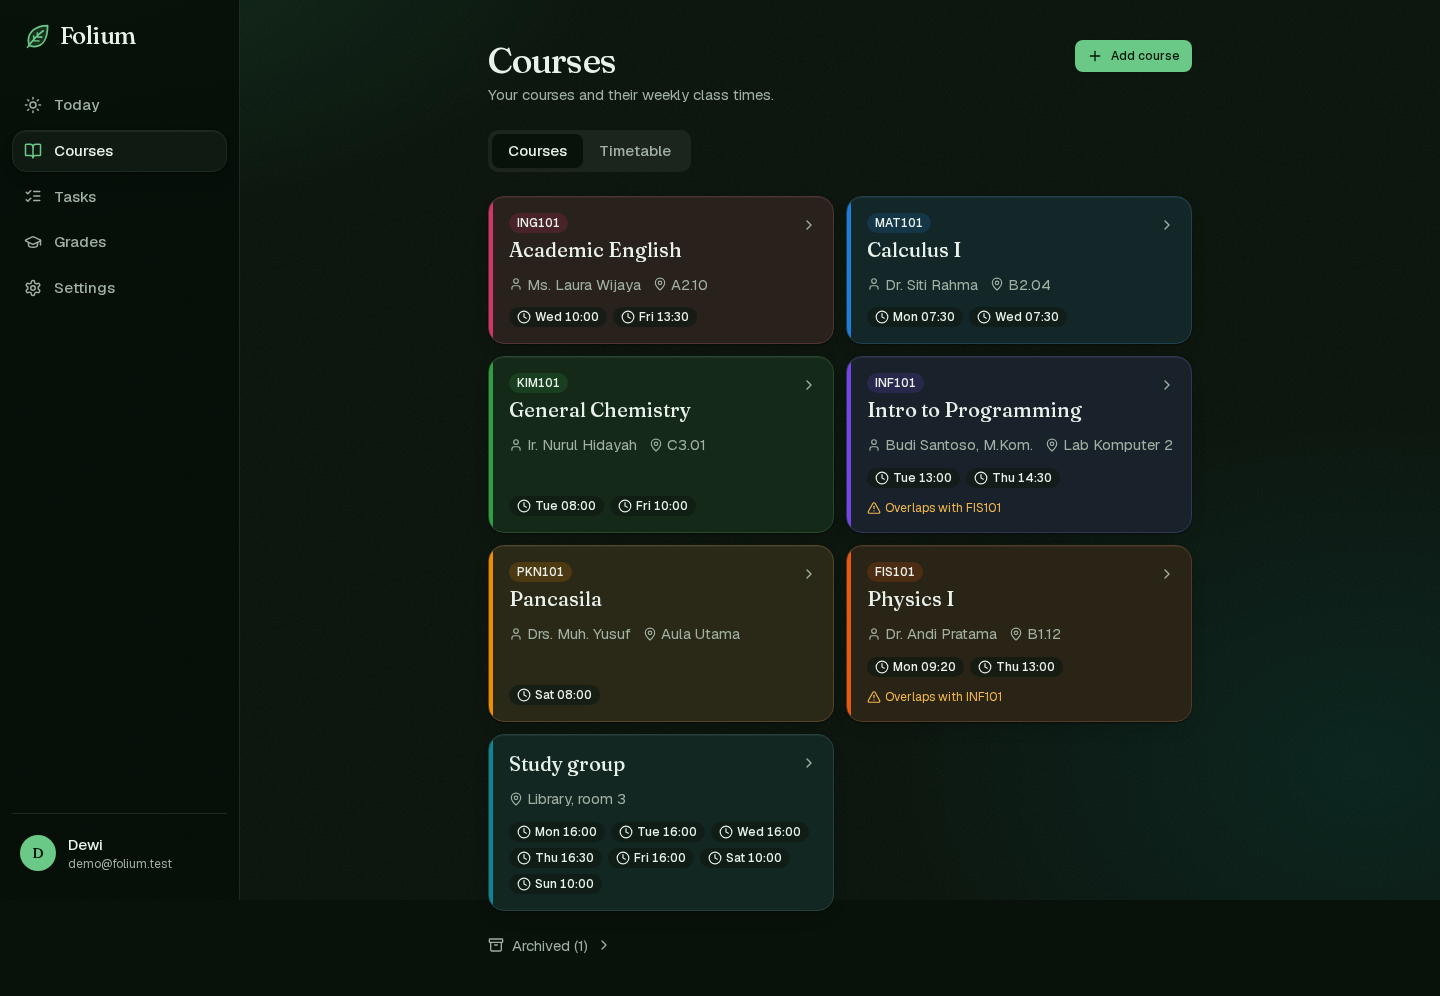 Folium
Today
Courses
Tasks
Grades
Settings
D
Dewi
demo@folium.test
Courses
Your courses and their weekly class times.
Add course
Courses Timetable
ING101
Academic English
Ms. Laura Wijaya A2.10
Wed 10:00 Fri 13:30
MAT101
Calculus I
Dr. Siti Rahma B2.04
Mon 07:30 Wed 07:30
KIM101
General Chemistry
Ir. Nurul Hidayah C3.01
Tue 08:00 Fri 10:00
INF101
Intro to Programming
Budi Santoso, M.Kom. Lab Komputer 2
Tue 13:00 Thu 14:30
Overlaps with FIS101
PKN101
Pancasila
Drs. Muh. Yusuf Aula Utama
Sat 08:00
FIS101
Physics I
Dr. Andi Pratama B1.12
Mon 09:20 Thu 13:00
Overlaps with INF101
Study group
Library, room 3
Mon 16:00 Tue 16:00 Wed 16:00
Thu 16:30 Fri 16:00 Sat 10:00
Sun 10:00
Archived (1)